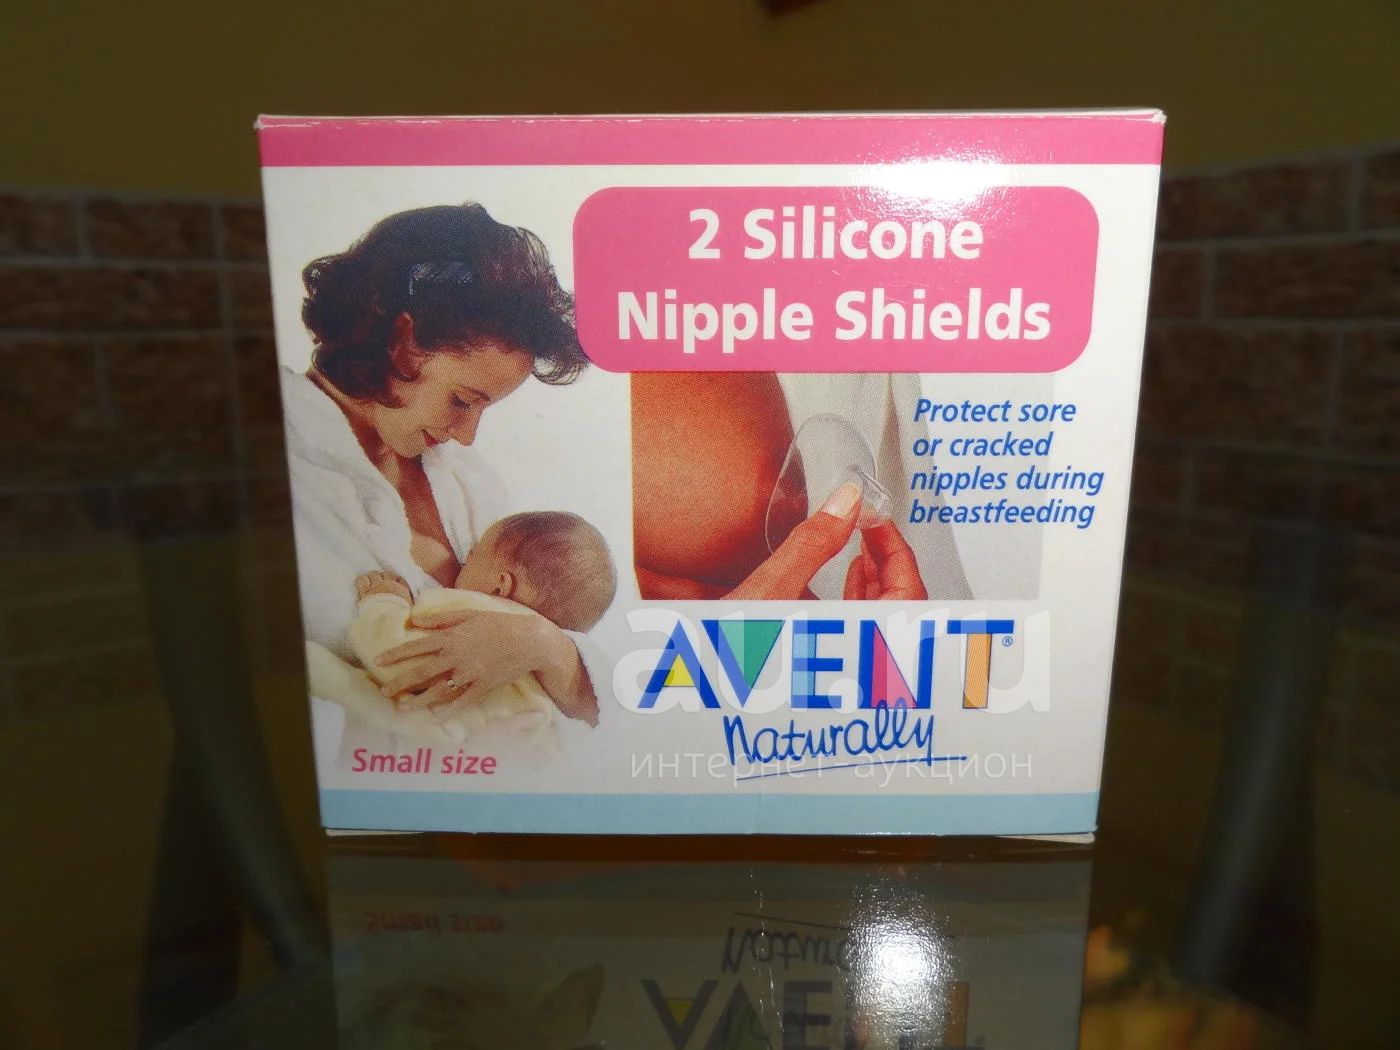 2 Silicone
Nipple Shields
Protect sore
or cracked
nipples during
breastfeeding
AVENT®
Naturally
au.ru
интернет-аукцион
Small size